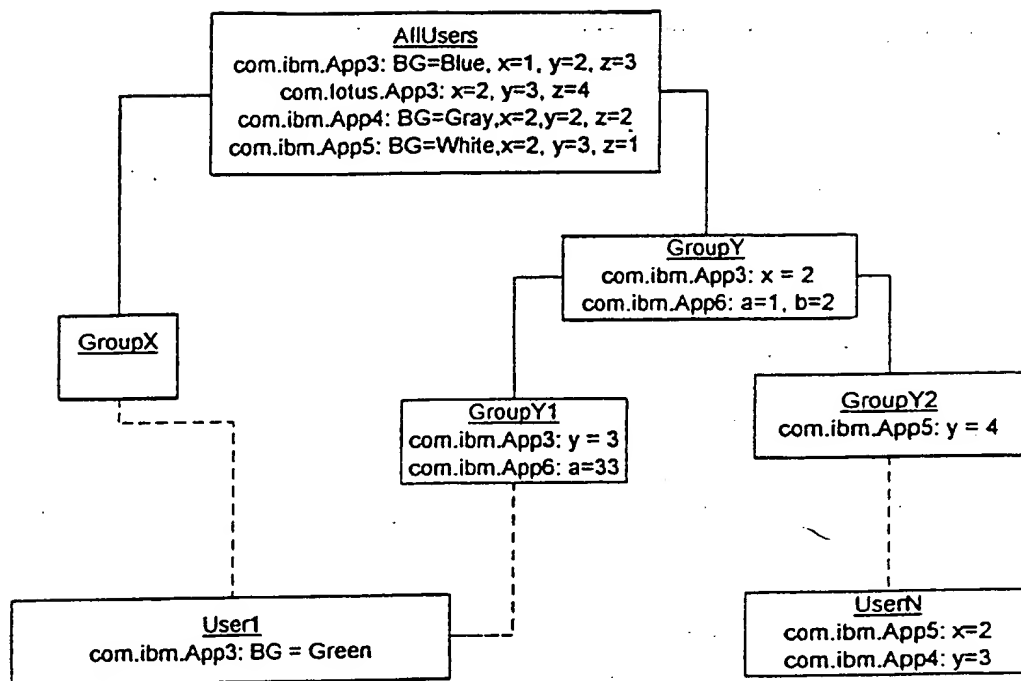 AllUsers
com.ibm.App3: BG=Blue, x=1, y=2, z=3
com.lotus.App3: x=2, y=3, z=4
com.ibm.App4: BG=Gray,x=2,y=2, z=2
com.ibm.App5: BG=White,x=2, y=3, z=1
GroupY
com.ibm.App3: x = 2
com.ibm.App6: a=1, b=2
GroupX
GroupY1
com.ibm.App3: y = 3
com.ibm.App6: a=33
GroupY2
com.ibm.App5: y = 4
User1
com.ibm.App3: BG = Green
UserN
com.ibm.App5: x=2
com.ibm.App4: y=3